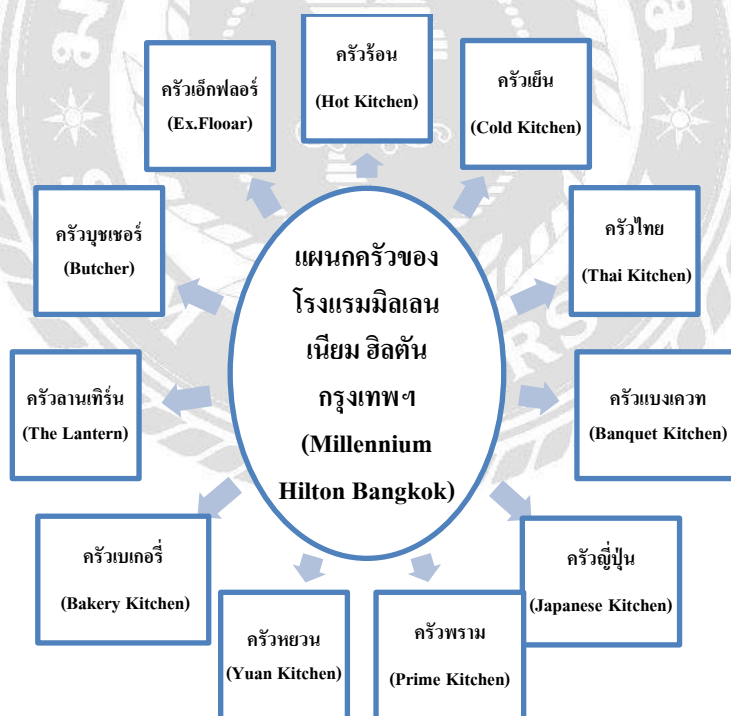 ครัวร้อน
(Hot Kitchen)
ครัวเย็น
(Cold Kitchen)
ครัวไทย
(Thai Kitchen)
ครัวแบงเควท
(Banquet Kitchen)
ครัวญี่ปุ่น
(Japanese Kitchen)
ครัวพราม
(Prime Kitchen)
ครัวหยวน
(Yuan Kitchen)
ครัวเบเกอรี่
(Bakery Kitchen)
ครัวลานเทิร์น
(The Lantern)
ครัวบุชเชอร์
(Butcher)
ครัวเอ็กฟลอร์
(Ex.Flooar)
แผนกครัวของ
โรงแรมมิลเลน
เนียม ฮิลตัน
กรุงเทพฯ
(Millennium
Hilton Bangkok)